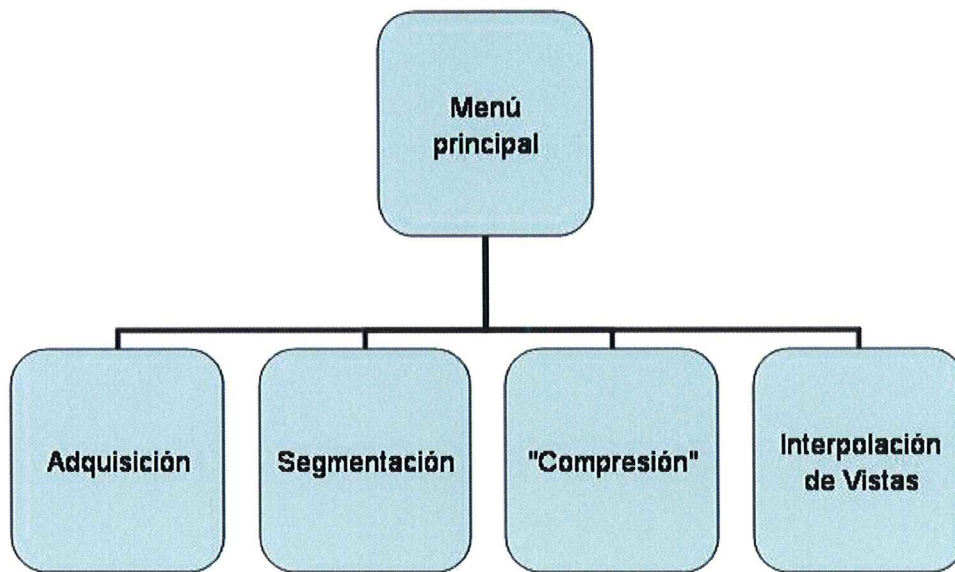 Menú
principal
Adquisición
Segmentación
"Compresión"
Interpolación
de Vistas